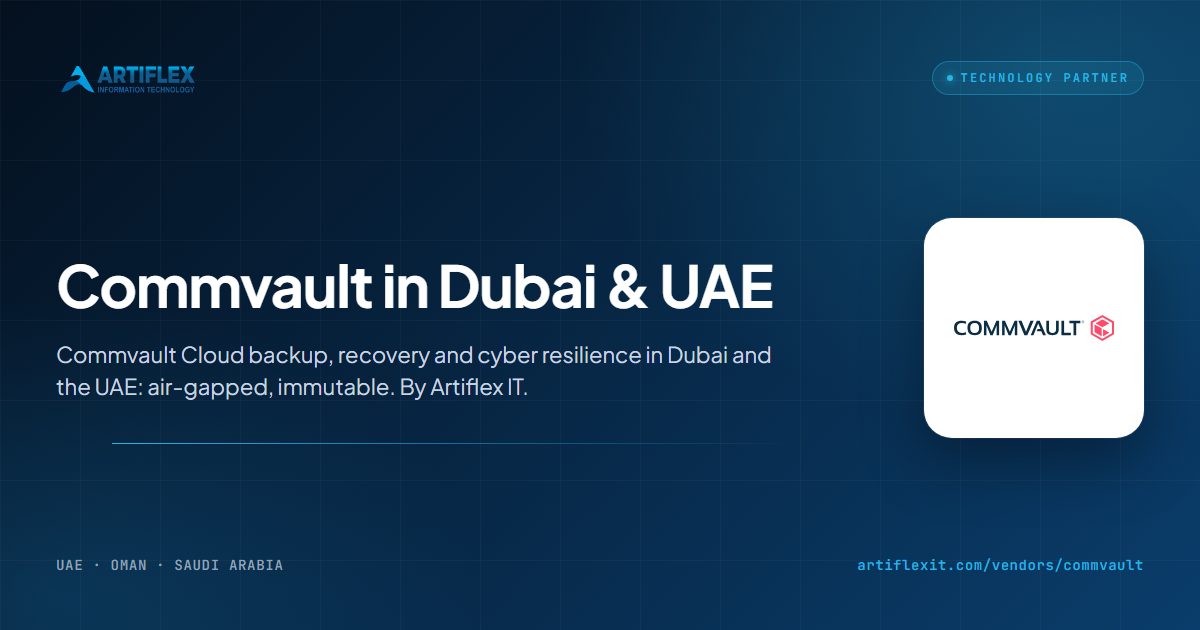 ARTIFLEX
INFORMATION TECHNOLOGY
TECHNOLOGY PARTNER
Commvault in Dubai & UAE
Commvault Cloud backup, recovery and cyber resilience in Dubai and
the UAE: air-gapped, immutable. By Artiflex IT.
COMMVAULT
UAE · OMAN · SAUDI ARABIA
artiflexit.com/vendors/commvault